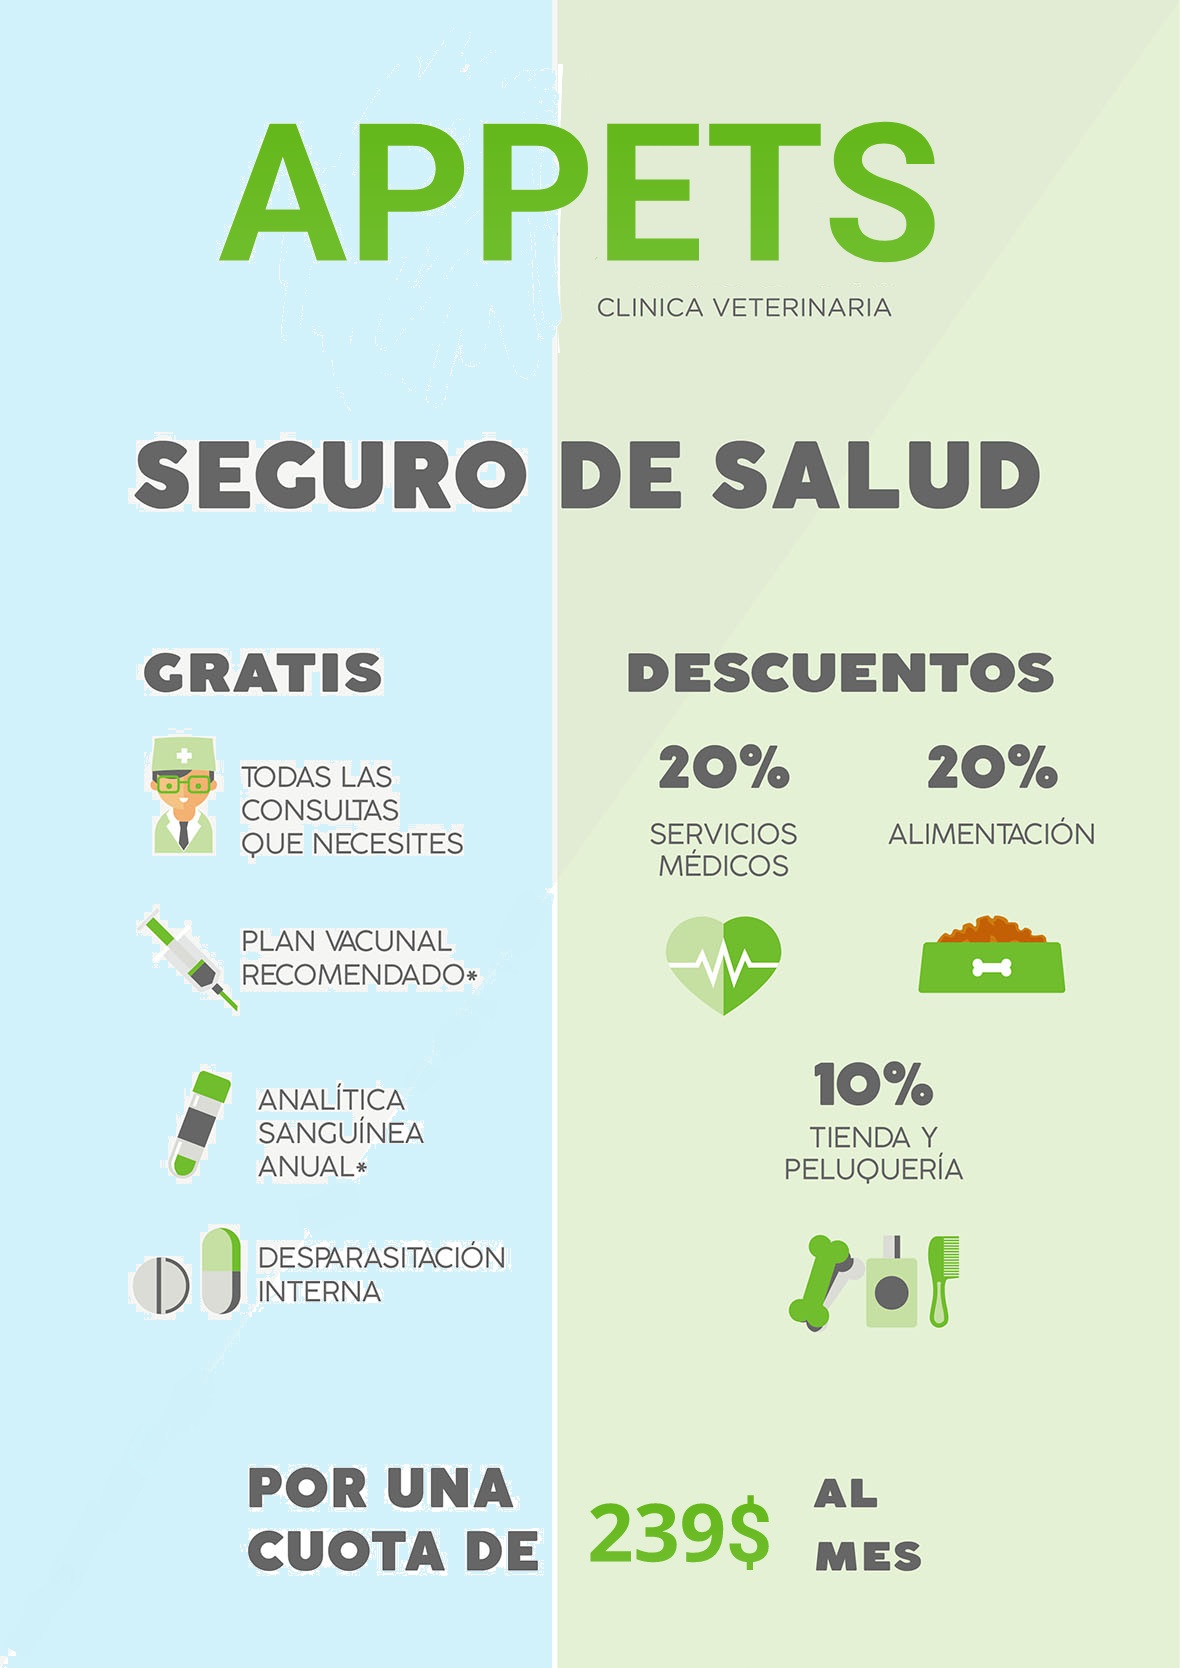 APPETS
CLINICA VETERINARIA
SEGURO DE SALUD
GRATIS
TODAS LAS
CONSULTAS
QUE NECESITES
PLAN VACUNAL
RECOMENDADO*
ANALÍTICA
SANGUÍNEA
ANUAL*
DESPARASITACIÓN
INTERNA
DESCUENTOS
20%
SERVICIOS
MÉDICOS
20%
ALIMENTACIÓN
10%
TIENDA Y
PELUQUERÍA
POR UNA
CUOTA DE
239$
AL
MES